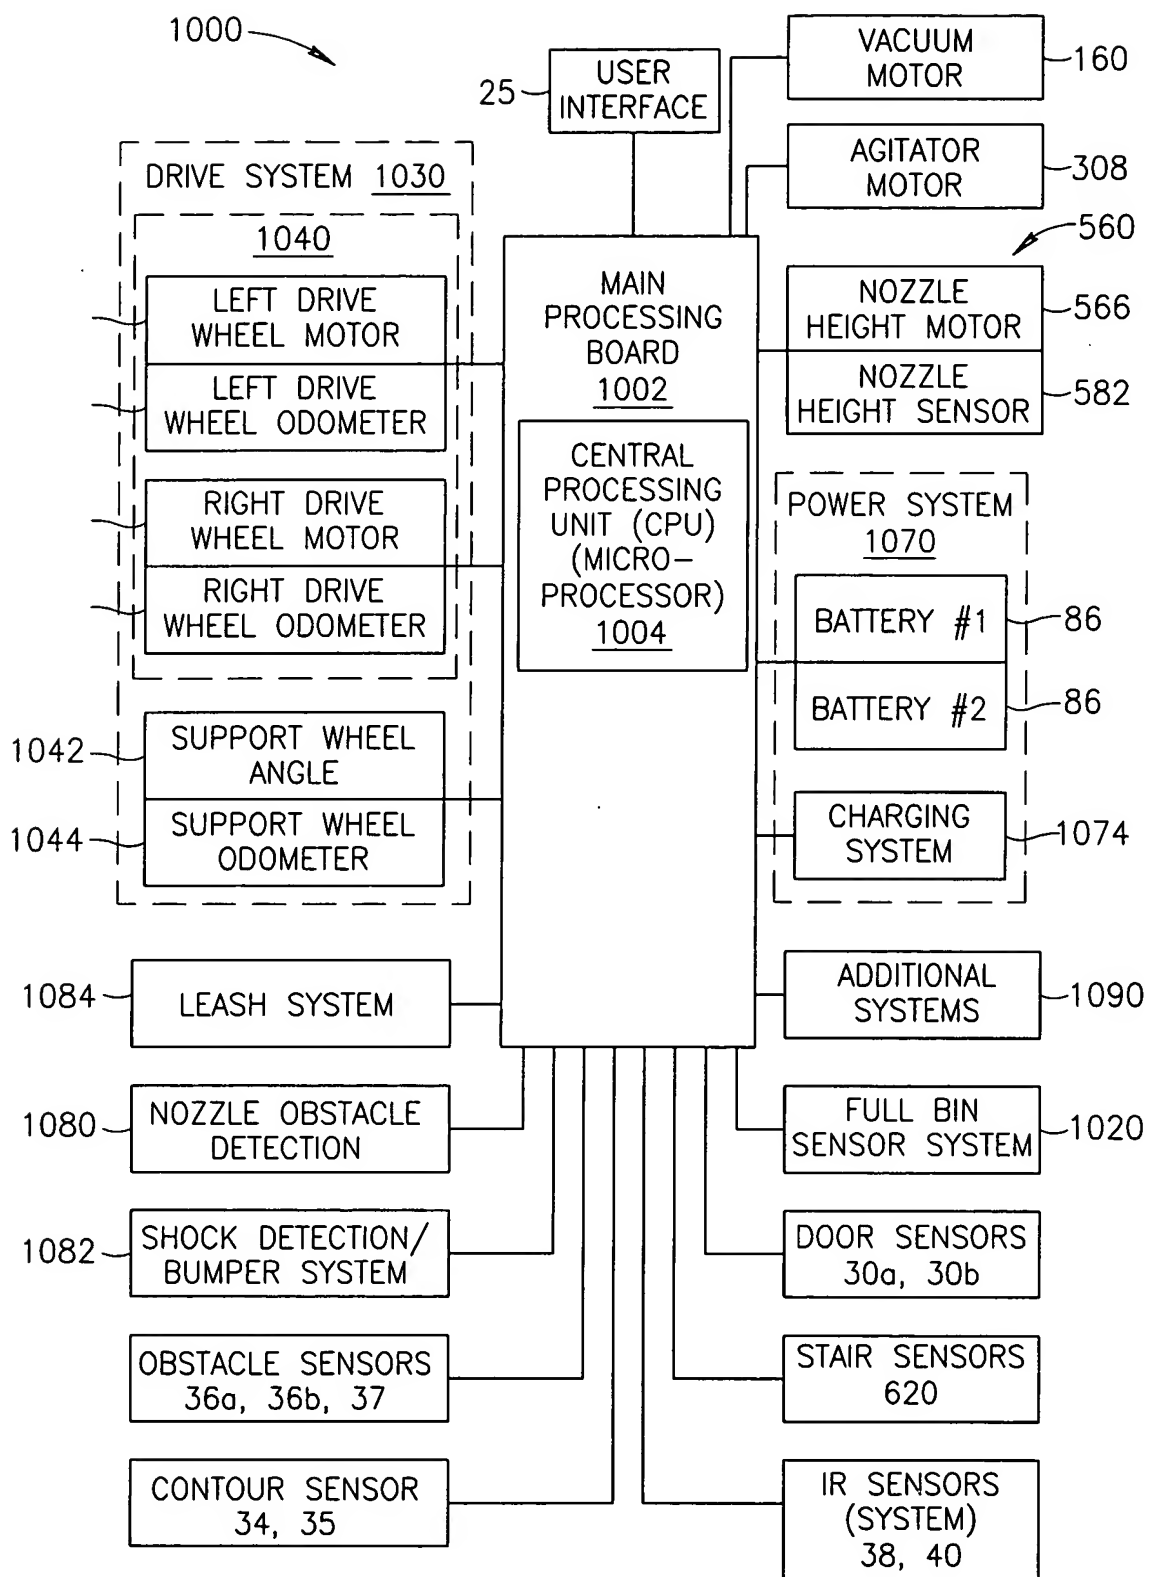 1000
25
USER
INTERFACE
VACUUM
MOTOR
160
AGITATOR
MOTOR
308
560
NOZZLE
HEIGHT MOTOR
566
NOZZLE
HEIGHT SENSOR
582
DRIVE SYSTEM 1030
1040
LEFT DRIVE
WHEEL MOTOR
LEFT DRIVE
WHEEL ODOMETER
RIGHT DRIVE
WHEEL MOTOR
RIGHT DRIVE
WHEEL ODOMETER
1042
SUPPORT WHEEL
ANGLE
1044
SUPPORT WHEEL
ODOMETER
MAIN
PROCESSING
BOARD
1002
CENTRAL
PROCESSING
UNIT (CPU)
(MICRO-
PROCESSOR)
1004
POWER SYSTEM
1070
BATTERY #1
86
BATTERY #2
86
CHARGING
SYSTEM
1074
1084
LEASH SYSTEM
ADDITIONAL
SYSTEMS
1090
1080
NOZZLE OBSTACLE
DETECTION
FULL BIN
SENSOR SYSTEM
1020
1082
SHOCK DETECTION/
BUMPER SYSTEM
DOOR SENSORS
30a, 30b
OBSTACLE SENSORS
36a, 36b, 37
STAIR SENSORS
620
CONTOUR SENSOR
34, 35
IR SENSORS
(SYSTEM)
38, 40